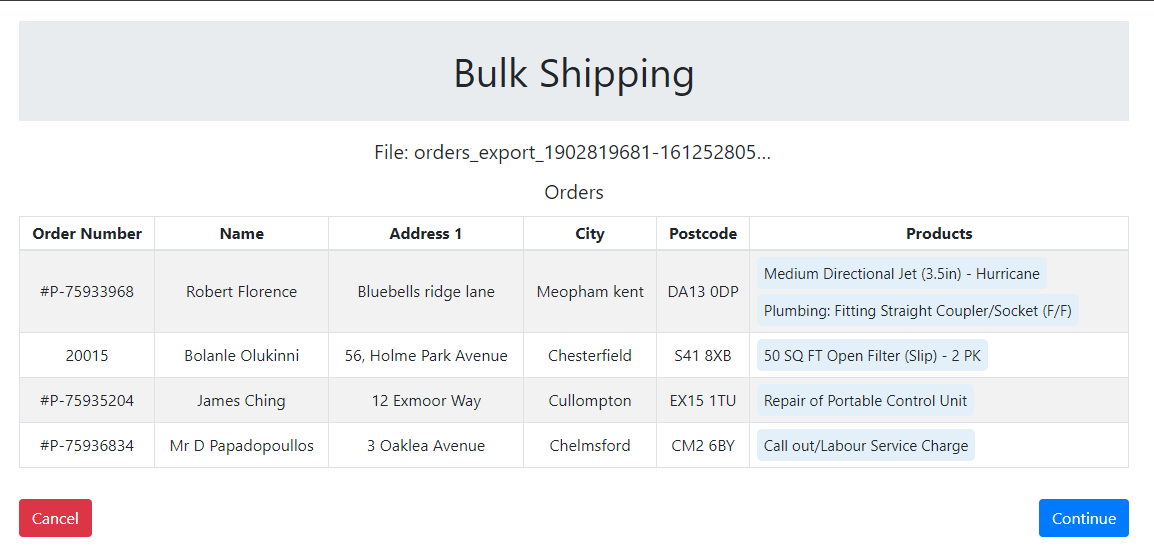 Bulk Shipping
File: orders_export_1902819681-161252805...
Orders
Order Number Name Address 1 City Postcode Products
#P-75933968 Robert Florence Bluebells ridge lane Meopham kent DA13 0DP Medium Directional Jet (3.5in) - Hurricane
Plumbing: Fitting Straight Coupler/Socket (F/F)
20015 Bolanle Olukinni 56, Holme Park Avenue Chesterfield S41 8XB 50 SQ FT Open Filter (Slip) - 2 PK
#P-75935204 James Ching 12 Exmoor Way Cullompton EX15 1TU Repair of Portable Control Unit
#P-75936834 Mr D Papadopoullos 3 Oaklea Avenue Chelmsford CM2 6BY Call out/Labour Service Charge
Cancel Continue